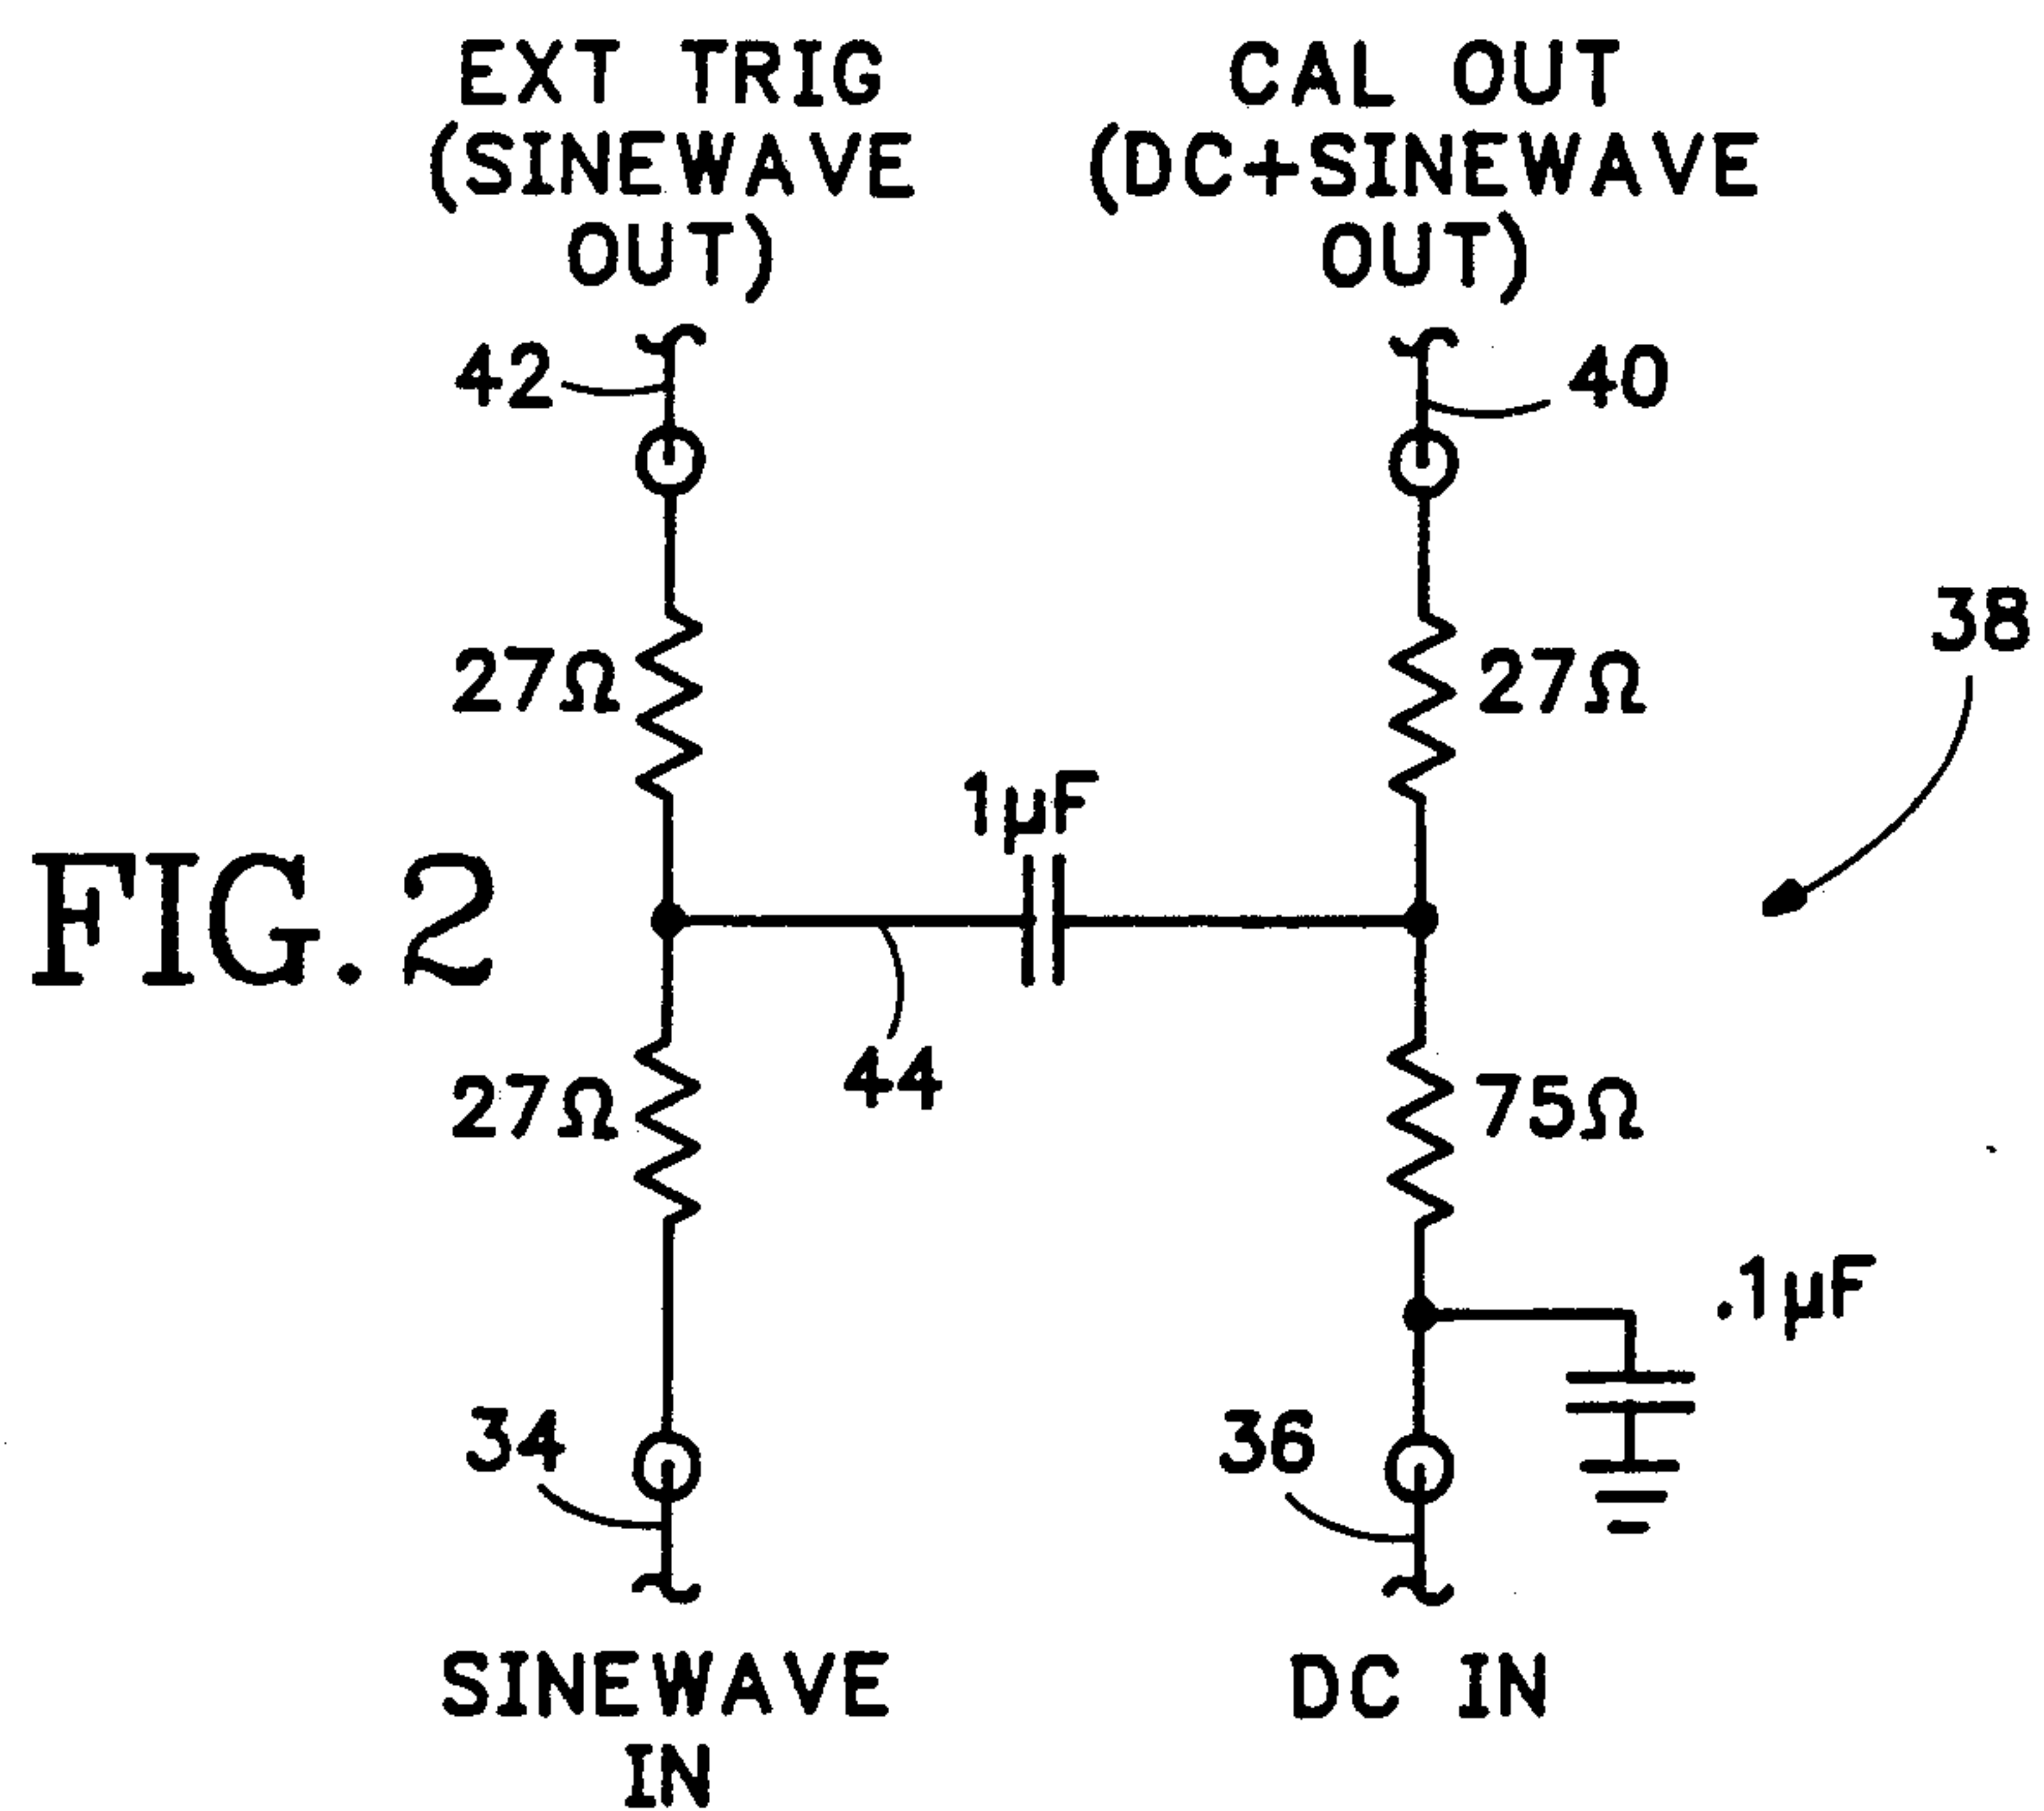 EXT TRIG
(SINEWAVE
OUT)
CAL OUT
(DC+SINEWAVE
OUT)
42
40
38
27Ω
27Ω
1µF
FIG. 2
44
27Ω
75Ω
.1µF
34
36
SINEWAVE
IN
DC IN